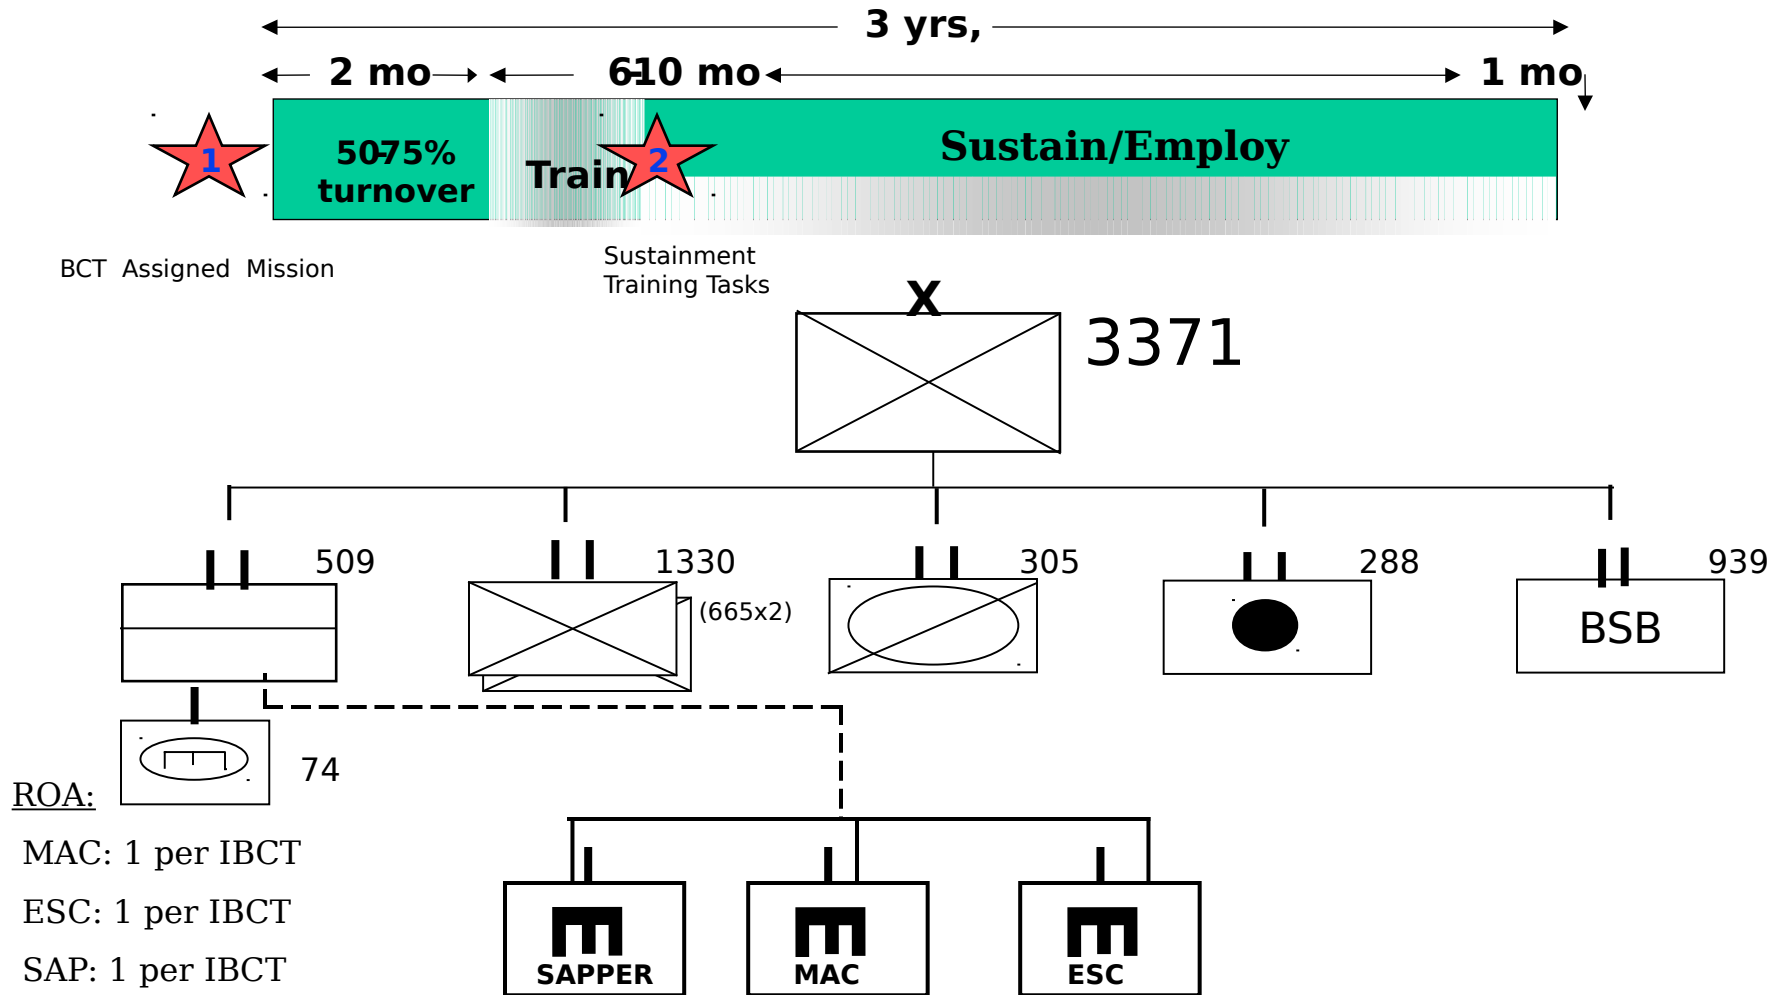 3 yrs,
2 mo
6-10 mo
1 mo
1
50-75%
turnover
Train
2
Sustain/Employ
BCT Assigned Mission
Sustainment
Training Tasks
X
3371
509
1330
(665x2)
305
288
939
BSB
74
ROA:
MAC: 1 per IBCT
ESC: 1 per IBCT
SAP: 1 per IBCT
SAPPER
MAC
ESC